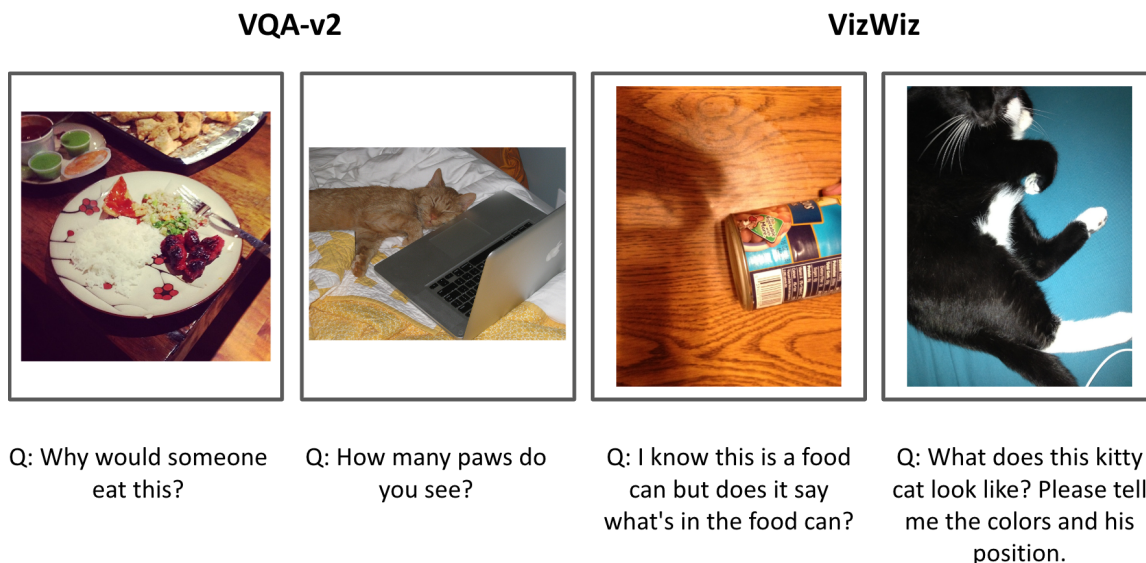 VQA-v2
VizWiz
Q: Why would someone
eat this?
Q: How many paws do
you see?
Q: I know this is a food
can but does it say
what's in the food can?
Q: What does this kitty
cat look like? Please tell
me the colors and his
position.